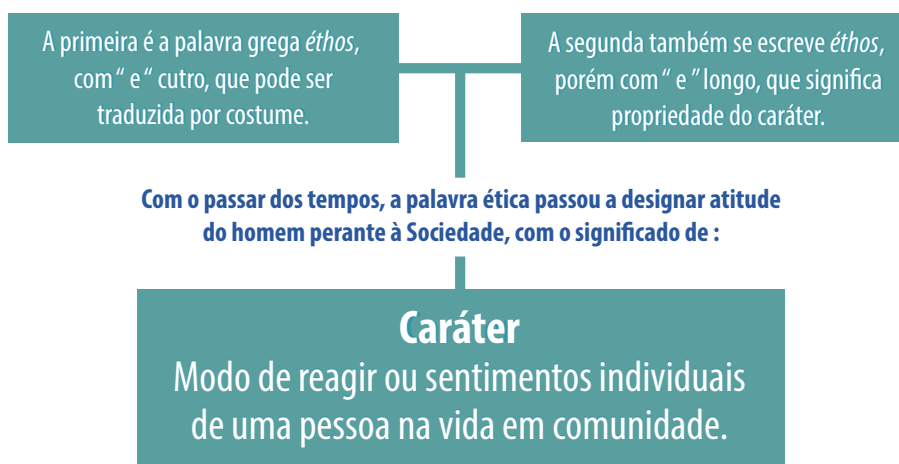 A primeira é a palavra grega éthos,
com “ e “ cutro, que pode ser
traduzida por costume.
A segunda também se escreve éthos,
porém com “ e ” longo, que significa
propriedade do caráter.
Com o passar dos tempos, a palavra ética passou a designar atitude
do homem perante à Sociedade, com o significado de :
Caráter
Modo de reagir ou sentimentos individuais
de uma pessoa na vida em comunidade.